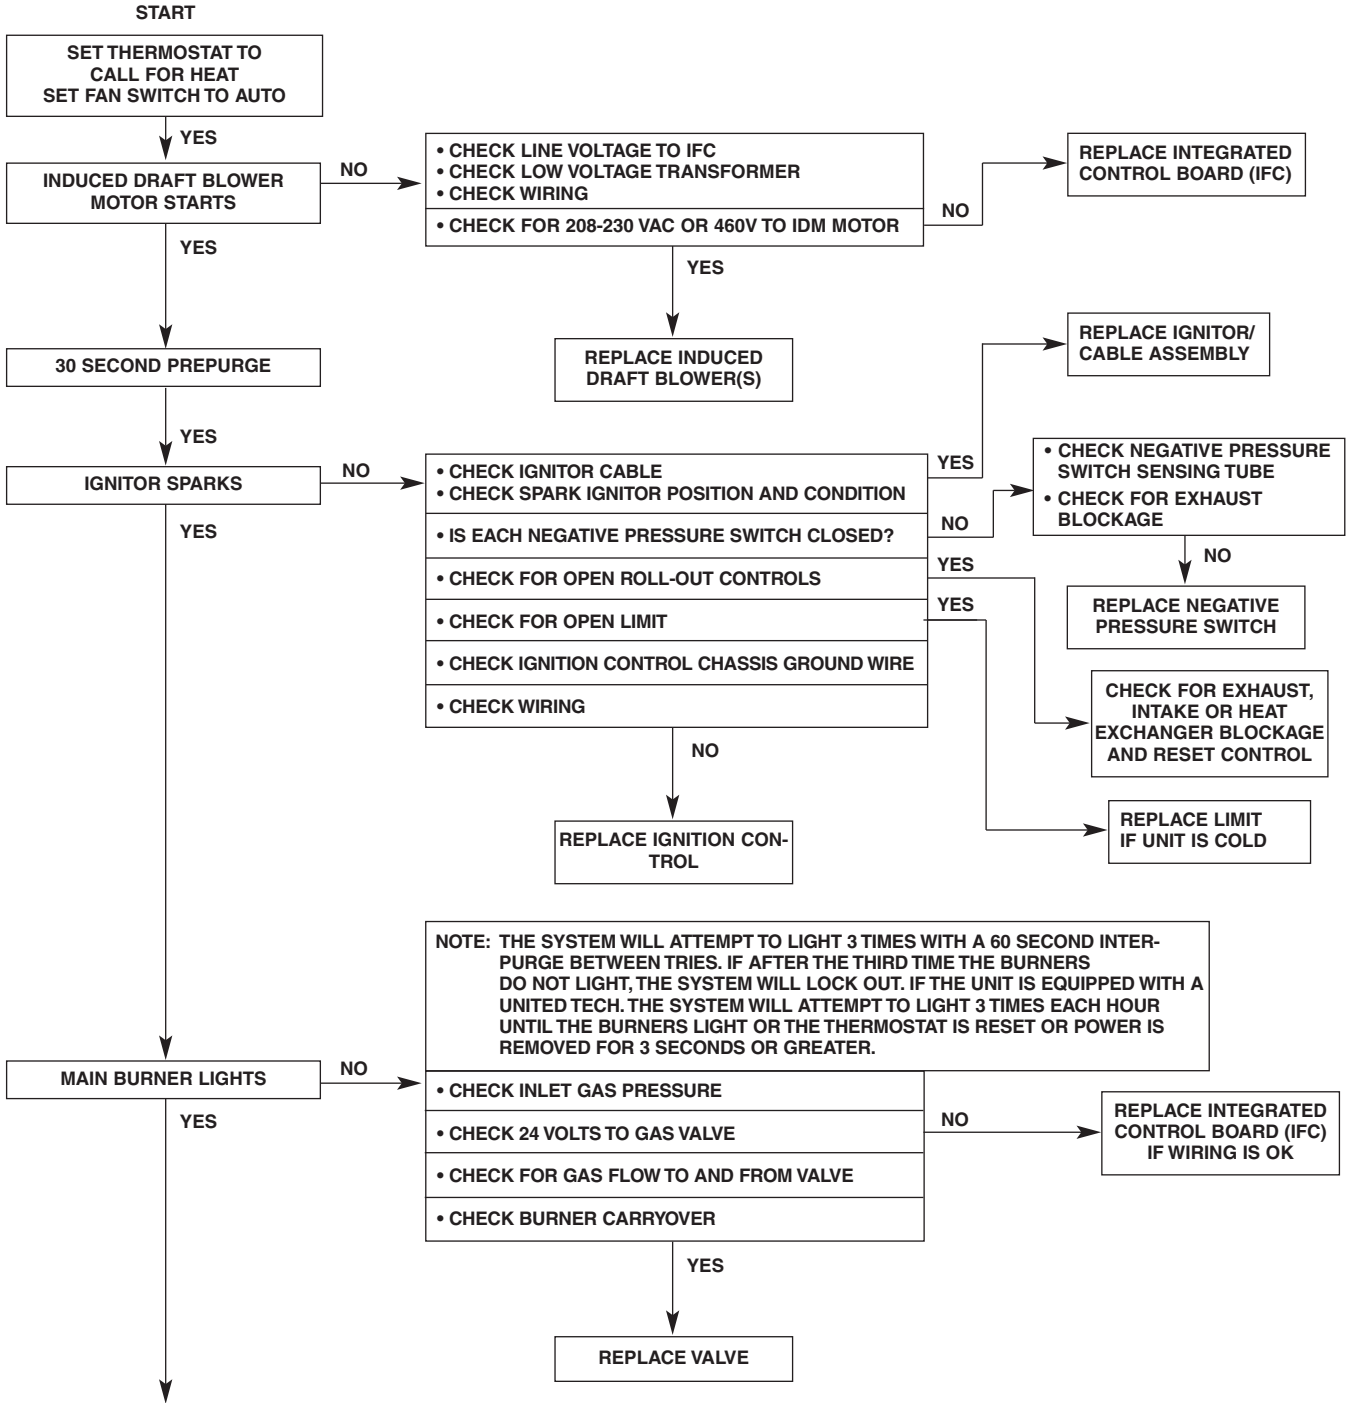 START
SET THERMOSTAT TO
CALL FOR HEAT
SET FAN SWITCH TO AUTO
YES
INDUCED DRAFT BLOWER
MOTOR STARTS
NO
• CHECK LINE VOLTAGE TO IFC
• CHECK LOW VOLTAGE TRANSFORMER
• CHECK WIRING
• CHECK FOR 208-230 VAC OR 460V TO IDM MOTOR
NO
REPLACE INTEGRATED
CONTROL BOARD (IFC)
YES
REPLACE INDUCED
DRAFT BLOWER(S)
YES
30 SECOND PREPURGE
YES
IGNITOR SPARKS
NO
• CHECK IGNITOR CABLE
• CHECK SPARK IGNITOR POSITION AND CONDITION
YES
REPLACE IGNITOR/
CABLE ASSEMBLY
• IS EACH NEGATIVE PRESSURE SWITCH CLOSED?
NO
• CHECK NEGATIVE PRESSURE
SWITCH SENSING TUBE
• CHECK FOR EXHAUST
BLOCKAGE
NO
REPLACE NEGATIVE
PRESSURE SWITCH
• CHECK FOR OPEN ROLL-OUT CONTROLS
YES
CHECK FOR EXHAUST,
INTAKE OR HEAT
EXCHANGER BLOCKAGE
AND RESET CONTROL
• CHECK FOR OPEN LIMIT
YES
REPLACE LIMIT
IF UNIT IS COLD
• CHECK IGNITION CONTROL CHASSIS GROUND WIRE
• CHECK WIRING
NO
REPLACE IGNITION CON-
TROL
YES
NOTE: THE SYSTEM WILL ATTEMPT TO LIGHT 3 TIMES WITH A 60 SECOND INTER-
PURGE BETWEEN TRIES. IF AFTER THE THIRD TIME THE BURNERS
DO NOT LIGHT, THE SYSTEM WILL LOCK OUT. IF THE UNIT IS EQUIPPED WITH A
UNITED TECH. THE SYSTEM WILL ATTEMPT TO LIGHT 3 TIMES EACH HOUR
UNTIL THE BURNERS LIGHT OR THE THERMOSTAT IS RESET OR POWER IS
REMOVED FOR 3 SECONDS OR GREATER.
MAIN BURNER LIGHTS
NO
• CHECK INLET GAS PRESSURE
• CHECK 24 VOLTS TO GAS VALVE
NO
REPLACE INTEGRATED
CONTROL BOARD (IFC)
IF WIRING IS OK
• CHECK FOR GAS FLOW TO AND FROM VALVE
• CHECK BURNER CARRYOVER
YES
REPLACE VALVE
YES